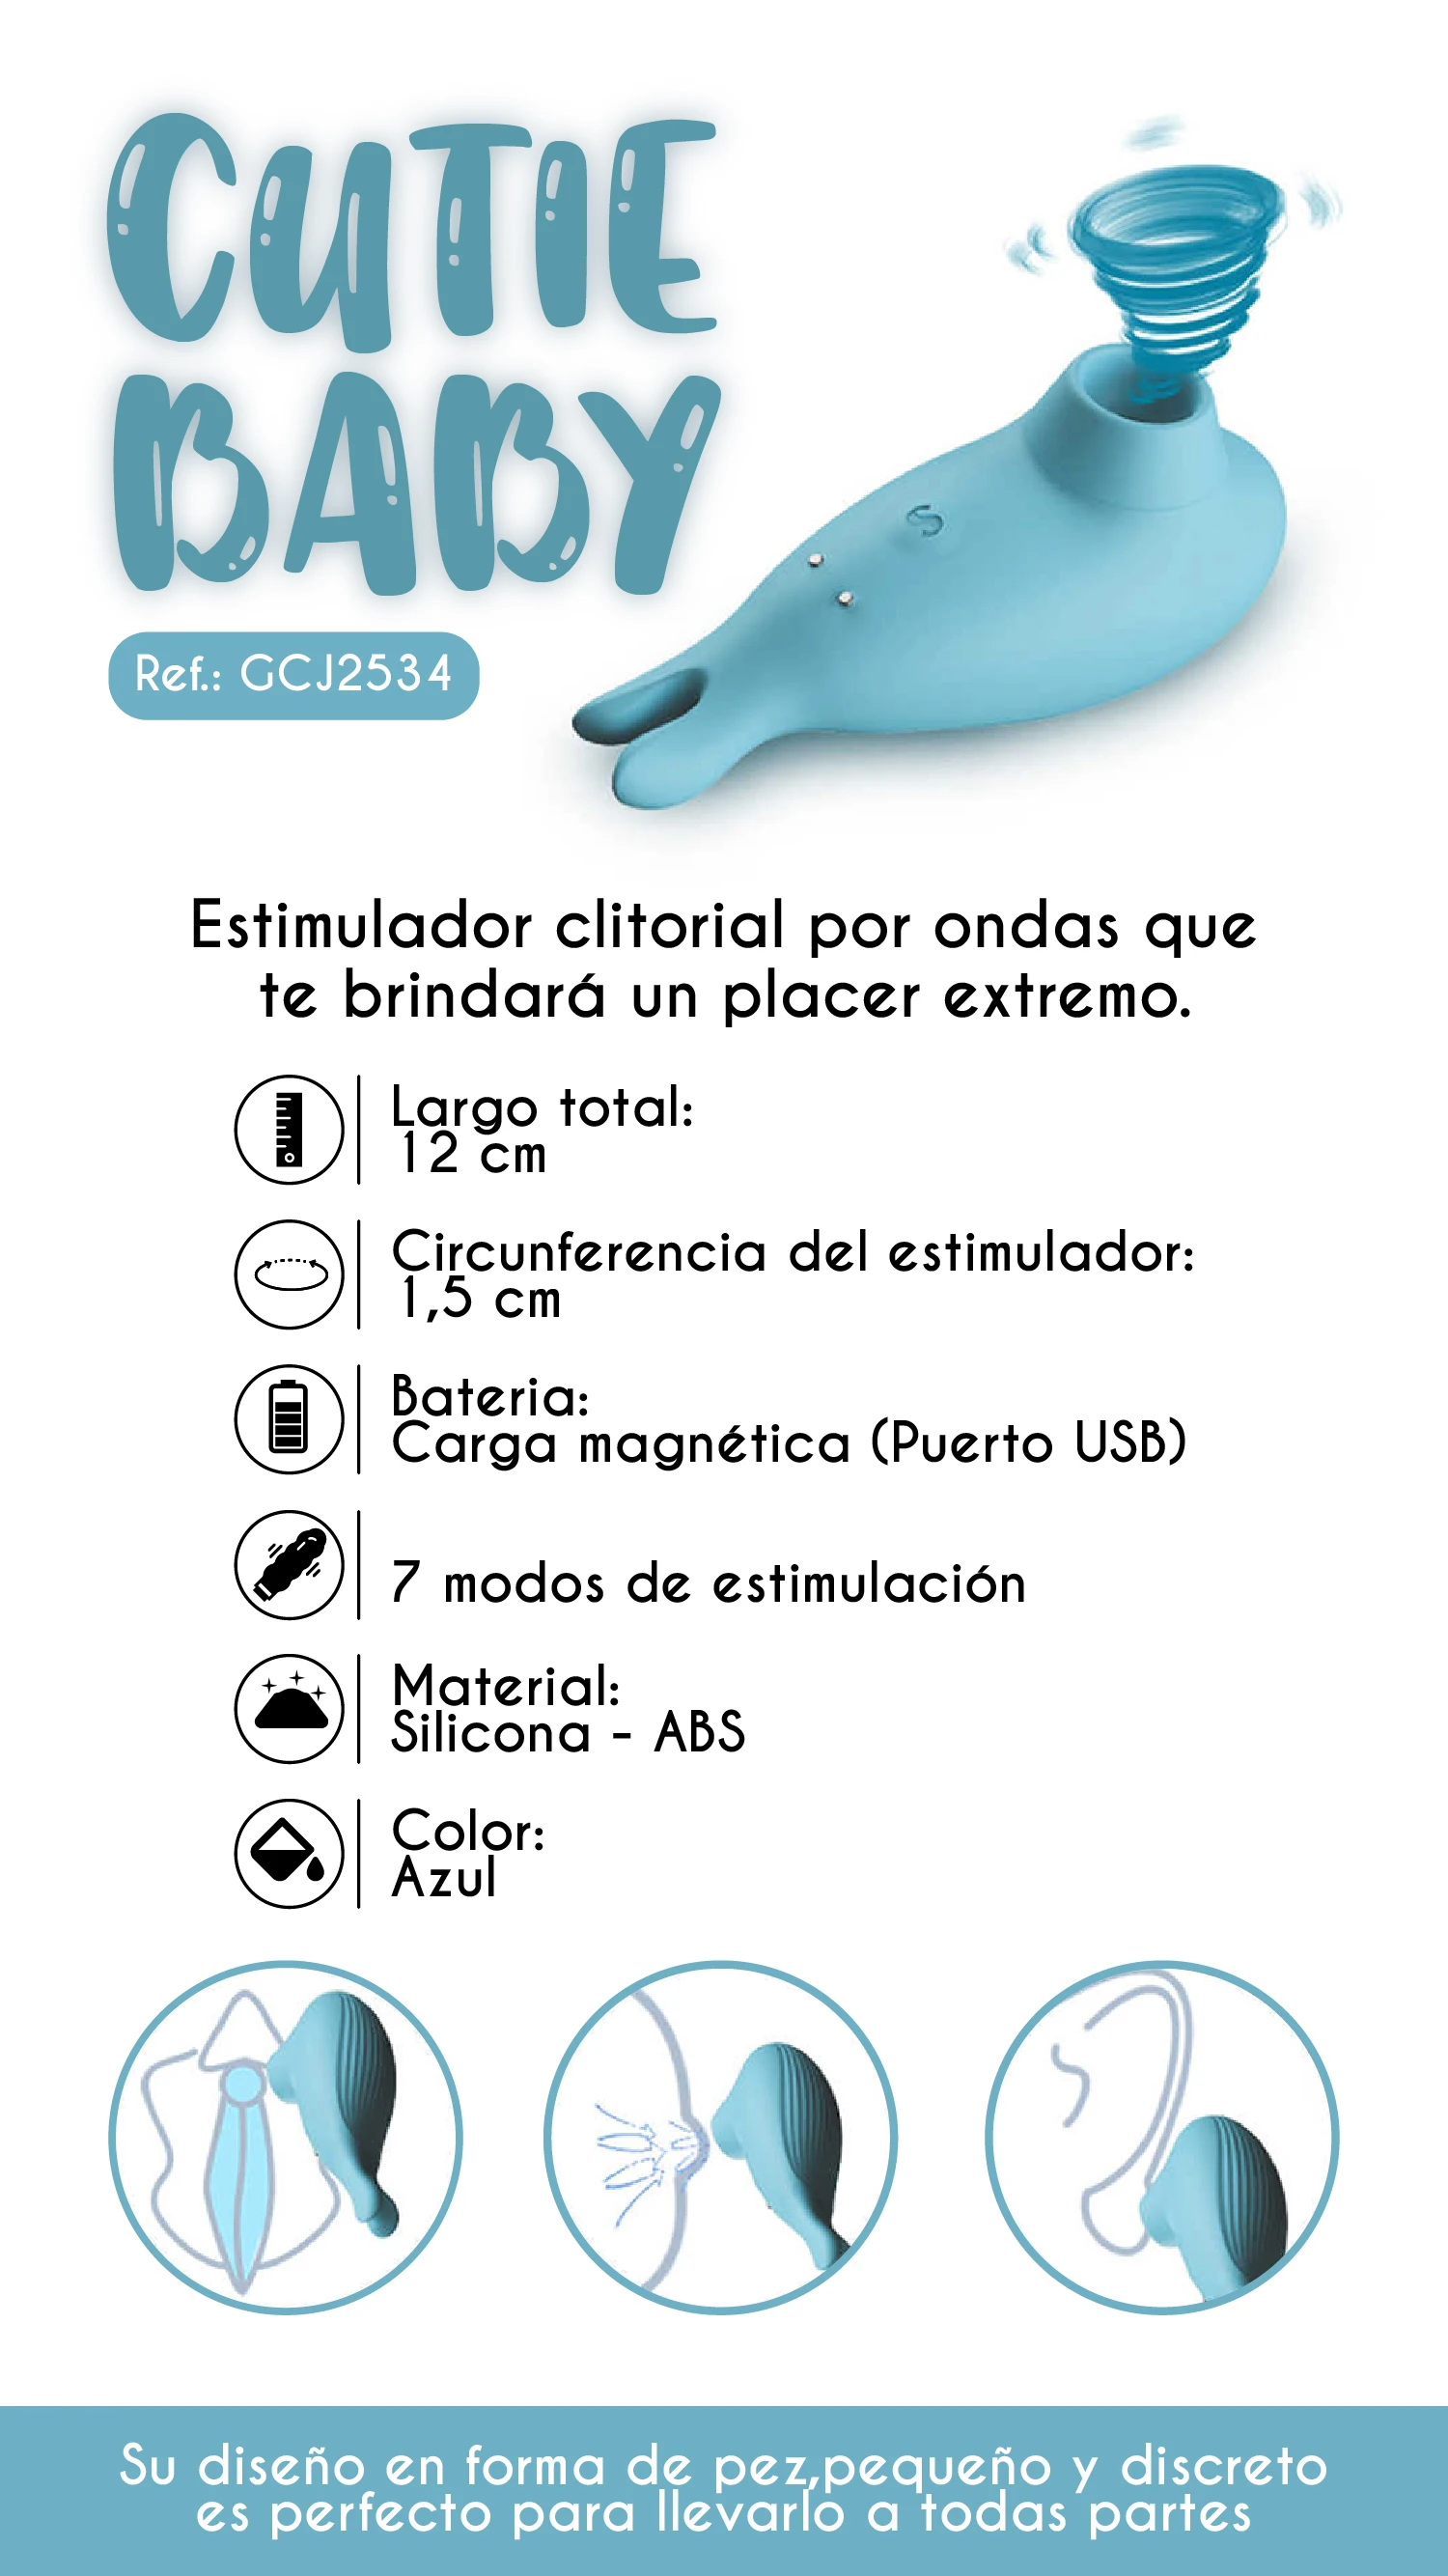 CUTIE
BABY
Ref.: GCJ2534
S
Estimulador clitorial por ondas que
te brindará un placer extremo.
Largo total:
12 cm
Circunferencia del estimulador:
1,5 cm
Bateria:
Carga magnética (Puerto USB)
7 modos de estimulación
Material:
Silicona - ABS
Color:
Azul
Su diseño en forma de pez,pequeño y discreto
es perfecto para llevarlo a todas partes